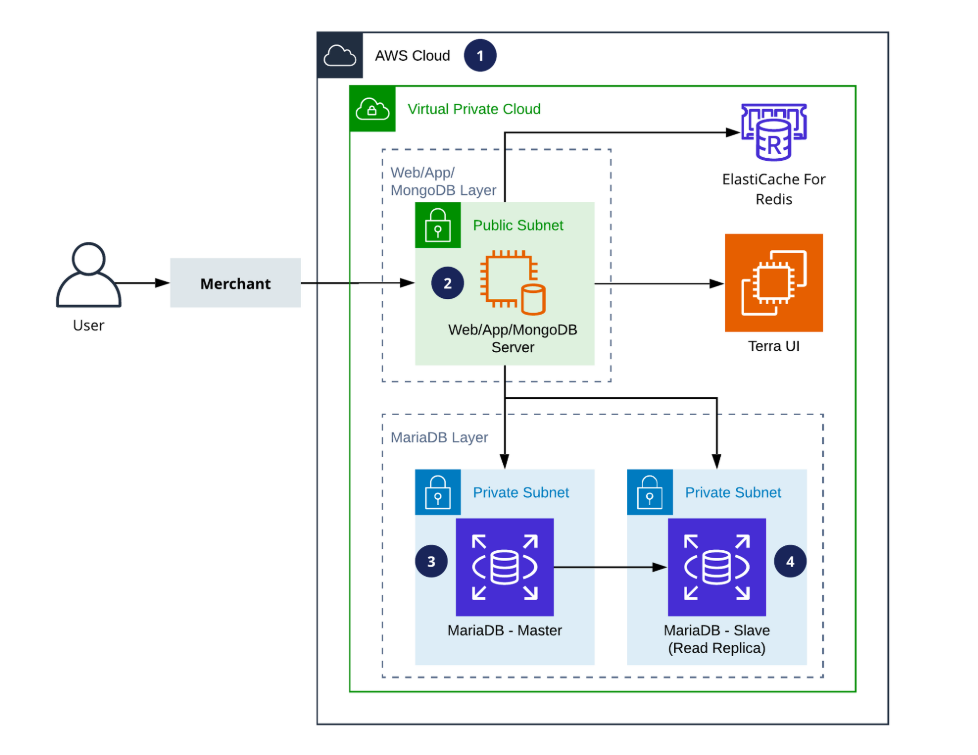 AWS Cloud
1
Virtual Private Cloud
R
ElastiCache For
Redis
Web/App/
MongoDB Layer
Public Subnet
2
Web/App/MongoDB
Server
User
Merchant
Terra UI
MariaDB Layer
Private Subnet
3
MariaDB - Master
Private Subnet
4
MariaDB - Slave
(Read Replica)